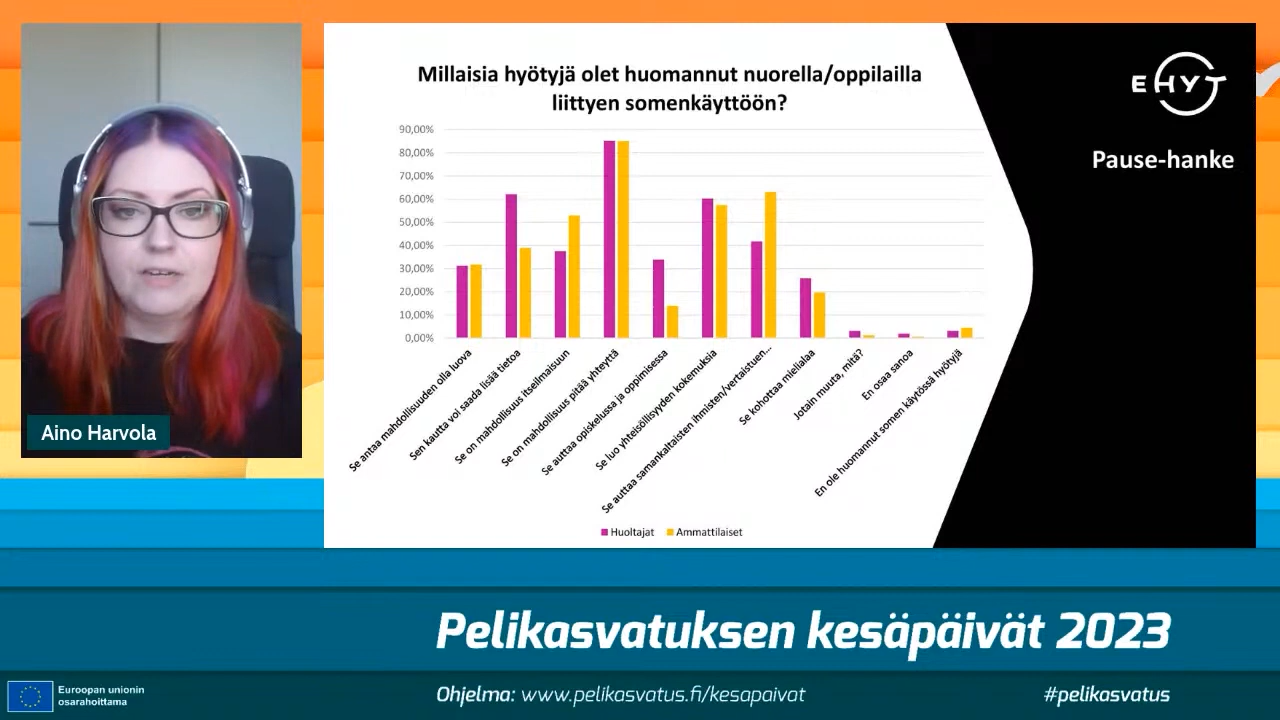 Millaisia hyötyjä olet huomannut nuorella/oppilailla
liittyen somenkäyttöön?
90,00%
80,00%
70,00%
60,00%
50,00%
40,00%
30,00%
20,00%
10,00%
0,00%
Se antaa mahdollisuuden olla luova
Sen kautta voi saada lisää tietoa
Se on mahdollisuus itseilmaisuun
Se on mahdollisuus pitää yhteyttä
Se auttaa opiskelussa ja oppimisessa
Se luo yhteisöllisyyden kokemuksia
Se auttaa samankaltaisten ihmisten/vertaistuen...
Se kohottaa mielialaa
Jotain muuta, mitä?
En osaa sanoa
En ole huomannut somen käytössä hyötyjä
Huoltajat
Ammattilaiset
EHYT
Pause-hanke
Aino Harvola
Pelikasvatuksen kesäpäivät 2023
Euroopan unionin
osarahoittama
Ohjelma: www.pelikasvatus.fi/kesapaivat
#pelikasvatus